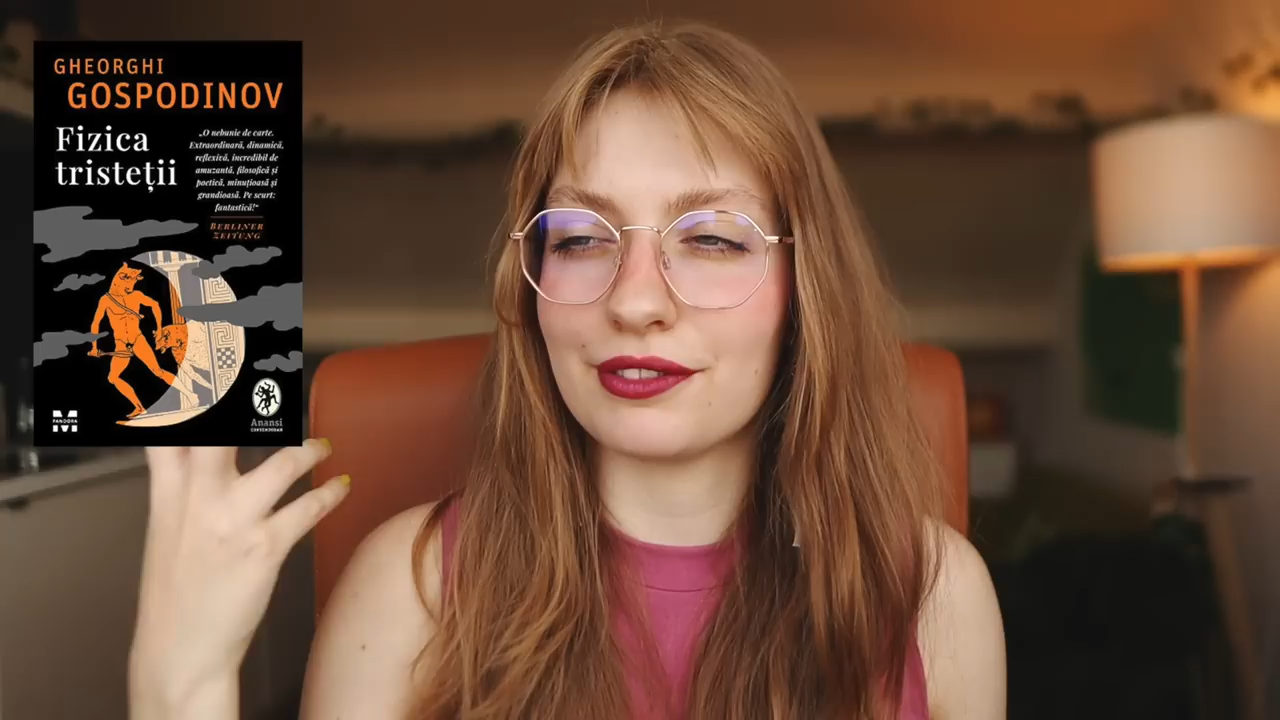 GHEORGHI
GOSPODINOV
Fizica
tristeții
„O nebunie de carte.
Extraordinară, dinamică,
reflexivă, incredibil de
amuzantă, filosofică și
poetică, minuțioasă și
grandioasă. Pe scurt:
fantastică!“
BERLINER
ZEITUNG
PANDORA
M
Anansi
CONTEMPORAN